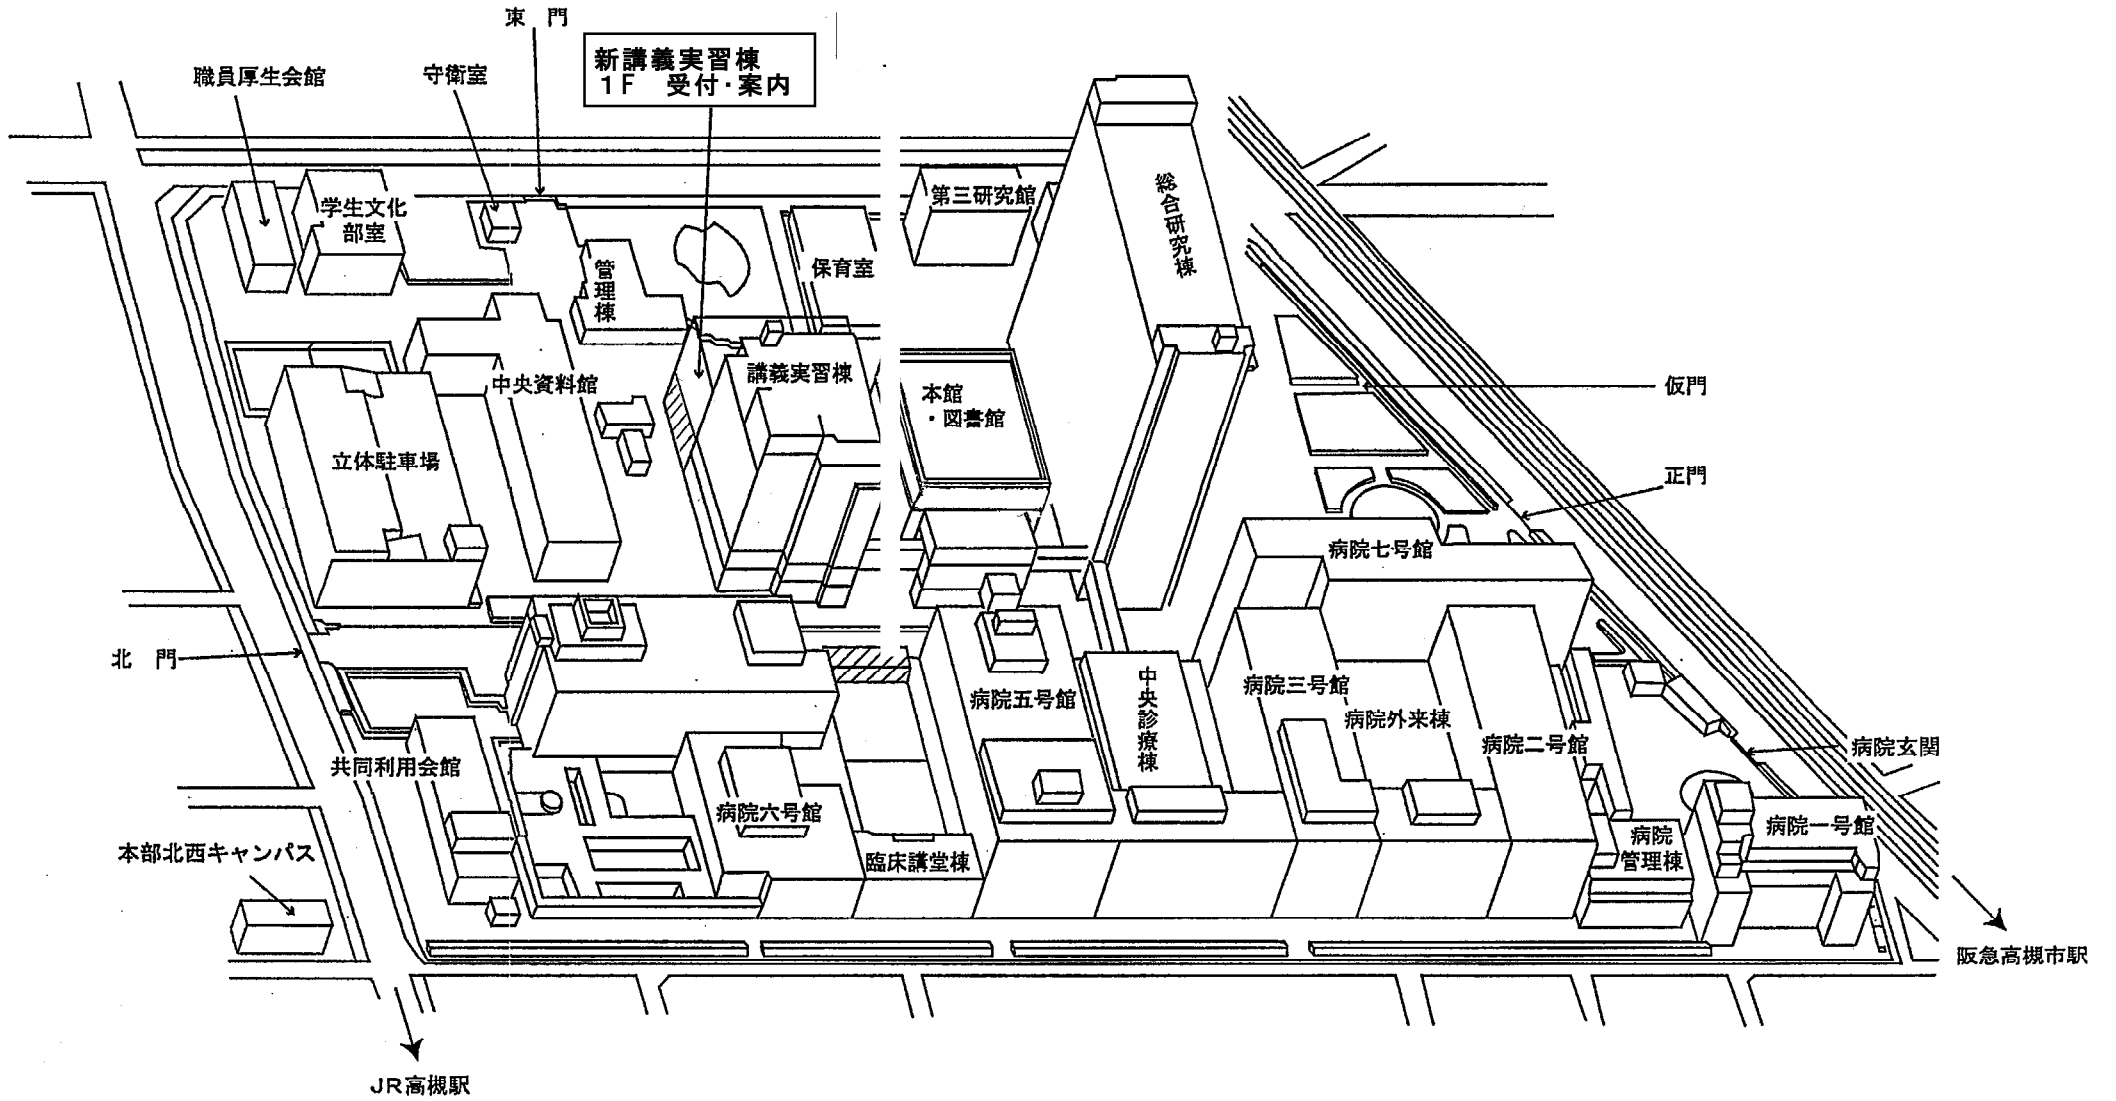 東 門
新講義実習棟
１Ｆ 受付・案内
職員厚生会館
守衛室
学生文化
部室
管理棟
保育室
第三研究館
総合研究棟
中央資料館
講義実習棟
本館
・図書館
仮門
立体駐車場
正門
病院七号館
北 門
病院五号館
中央診療棟
病院三号館
病院外来棟
病院二号館
病院玄関
共同利用会館
病院六号館
臨床講堂棟
病院
管理棟
病院一号館
本部北西キャンパス
阪急高槻市駅
ＪＲ高槻駅